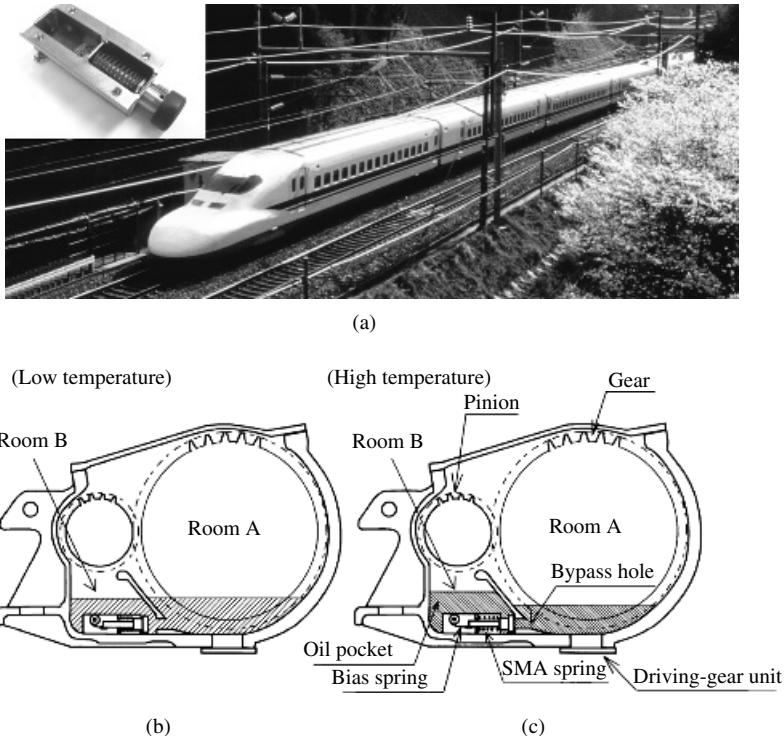 (a)
(Low temperature)
(High temperature)
Gear
Pinion
Room B
Room B
Room A
Room A
Bypass hole
Oil pocket
SMA spring
Bias spring
Driving-gear unit
(b)
(c)